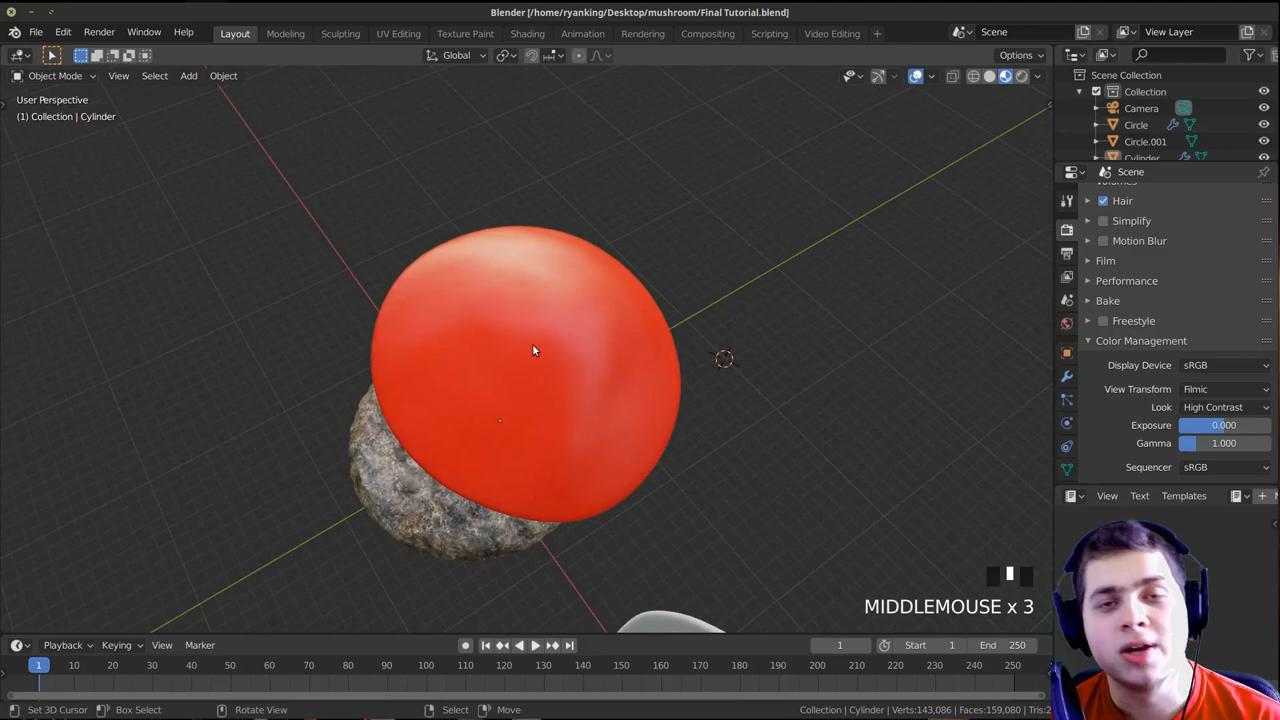 Blender [/home/ryanking/Desktop/mushroom/Final Tutorial.blend]
File Edit Render Window Help Layout Modeling Sculpting UV Editing Texture Paint Shading Animation Rendering Compositing Scripting Video Editing + Scene View Layer
Global Options
Object Mode View Select Add Object
User Perspective
(1) Collection | Cylinder
Scene Collection
Collection
Camera
Circle
Circle.001
Cylinder
Scene
Volumes
Hair
Simplify
Motion Blur
Film
Performance
Bake
Freestyle
Color Management
Display Device sRGB
View Transform Filmic
Look High Contrast
Exposure 0.000
Gamma 1.000
Sequencer sRGB
View Text Templates
MIDDLEMOUSE x 3
Playback Keying View Marker 1 Start 1 End 250
1 10 20 30 40 50 60 70 80 90 100 110 120 130 140 150 160 170 180 190 200 210 220 230 240 250
Set 3D Cursor Box Select Rotate View Select Move Collection | Cylinder | Verts:143,086 | Faces:159,080 | Tris:2